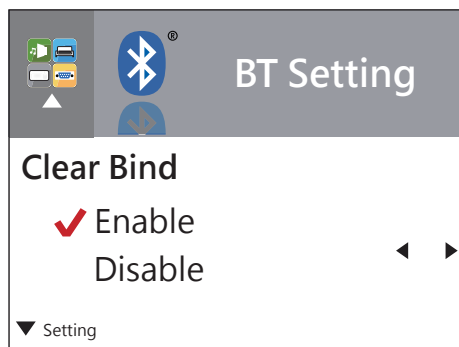 ®
BT Setting
Clear Bind
Enable
Disable
Setting